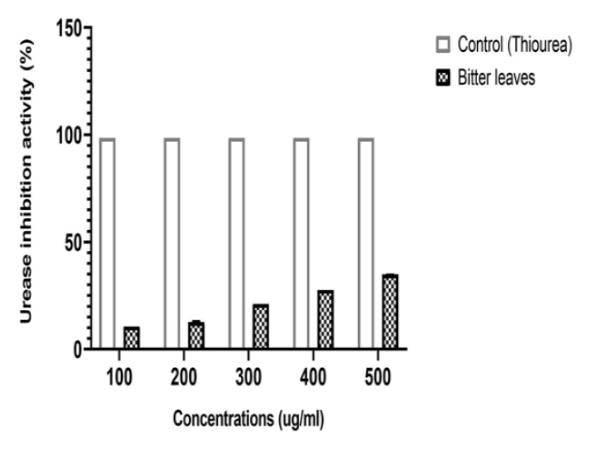 150
100
50
0
Urease inhibition activity (%)
100 200 300 400 500
Concentrations (ug/ml)
Control (Thiourea)
Bitter leaves